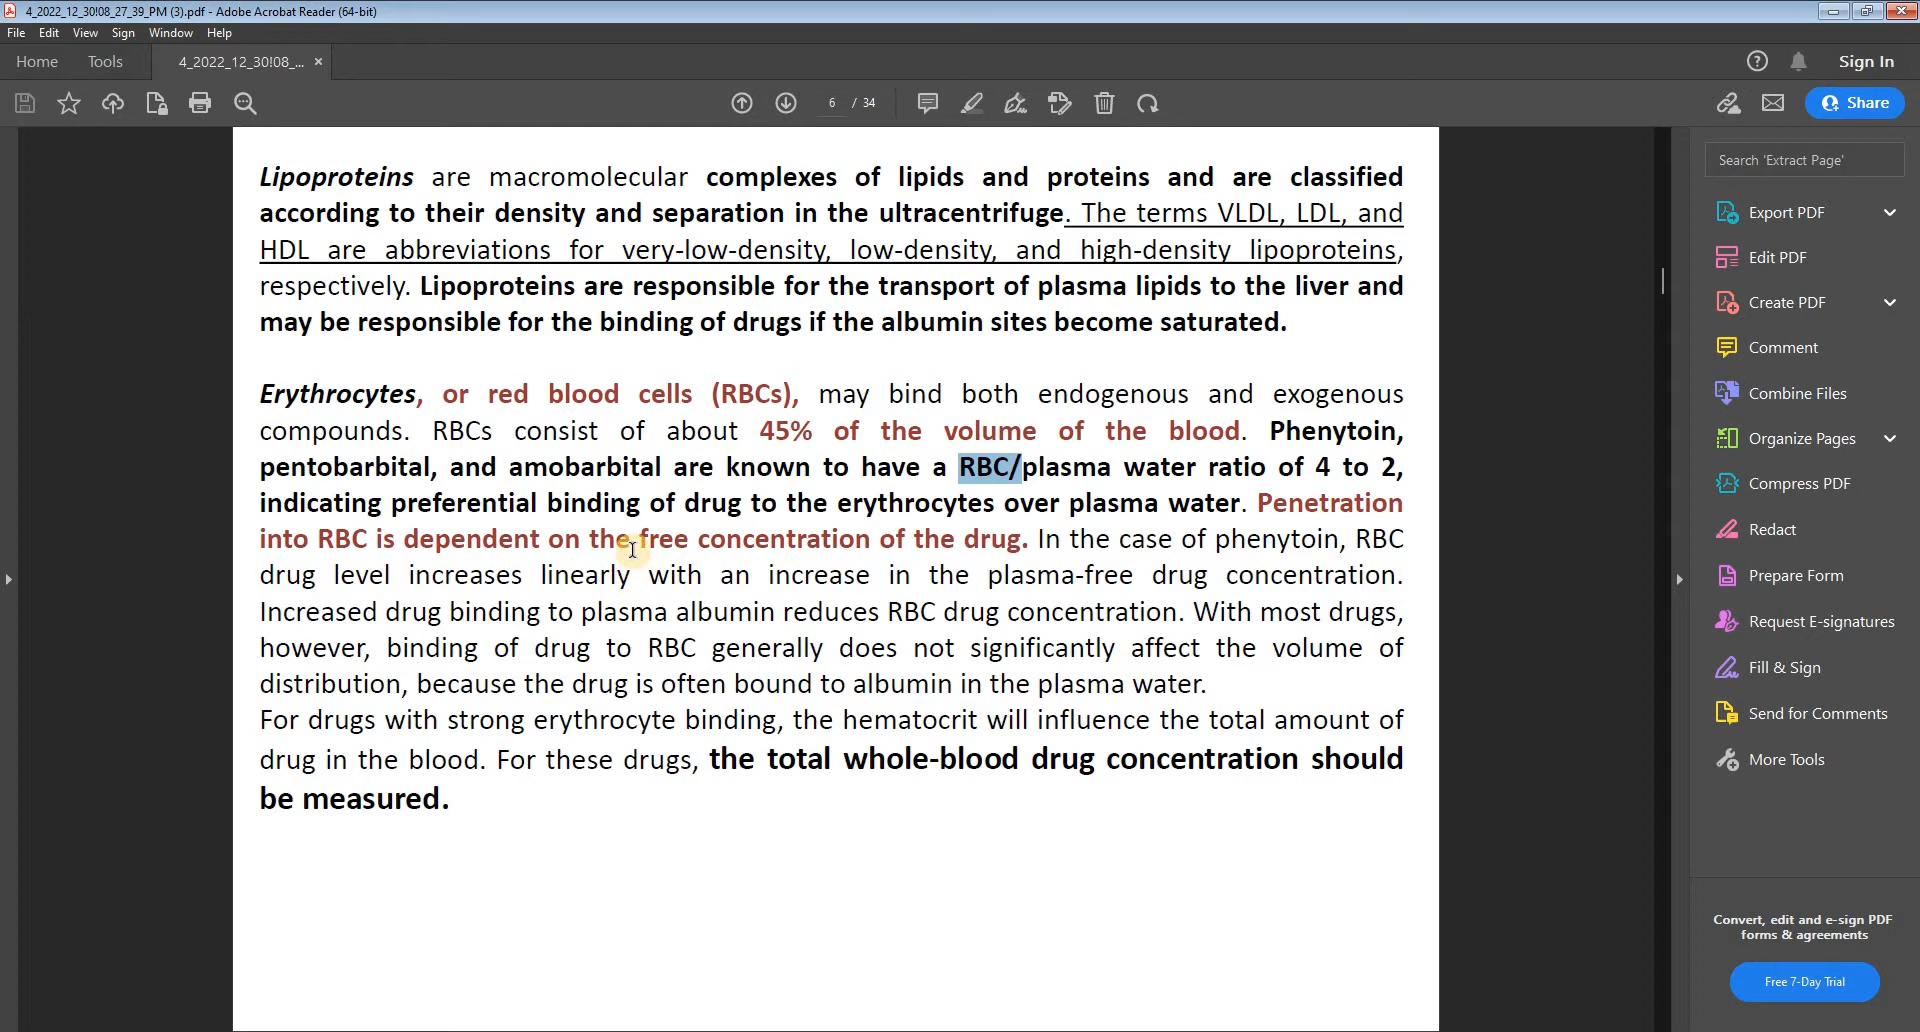 4_2022_12_30!08_27_39_PM (3).pdf - Adobe Acrobat Reader (64-bit)
File Edit View Sign Window Help
Home Tools 4_2022_12_30!08_... × Sign In
6 / 34 Share
Lipoproteins are macromolecular complexes of lipids and proteins and are classified
according to their density and separation in the ultracentrifuge. The terms VLDL, LDL, and
HDL are abbreviations for very-low-density, low-density, and high-density lipoproteins,
respectively. Lipoproteins are responsible for the transport of plasma lipids to the liver and
may be responsible for the binding of drugs if the albumin sites become saturated.
Erythrocytes, or red blood cells (RBCs), may bind both endogenous and exogenous
compounds. RBCs consist of about 45% of the volume of the blood. Phenytoin,
pentobarbital, and amobarbital are known to have a RBC/plasma water ratio of 4 to 2,
indicating preferential binding of drug to the erythrocytes over plasma water. Penetration
into RBC is dependent on the free concentration of the drug. In the case of phenytoin, RBC
drug level increases linearly with an increase in the plasma-free drug concentration.
Increased drug binding to plasma albumin reduces RBC drug concentration. With most drugs,
however, binding of drug to RBC generally does not significantly affect the volume of
distribution, because the drug is often bound to albumin in the plasma water.
For drugs with strong erythrocyte binding, the hematocrit will influence the total amount of
drug in the blood. For these drugs, the total whole-blood drug concentration should
be measured.
Search 'Extract Page'
Export PDF
Edit PDF
Create PDF
Comment
Combine Files
Organize Pages
Compress PDF
Redact
Prepare Form
Request E-signatures
Fill & Sign
Send for Comments
More Tools
Convert, edit and e-sign PDF
forms & agreements
Free 7-Day Trial